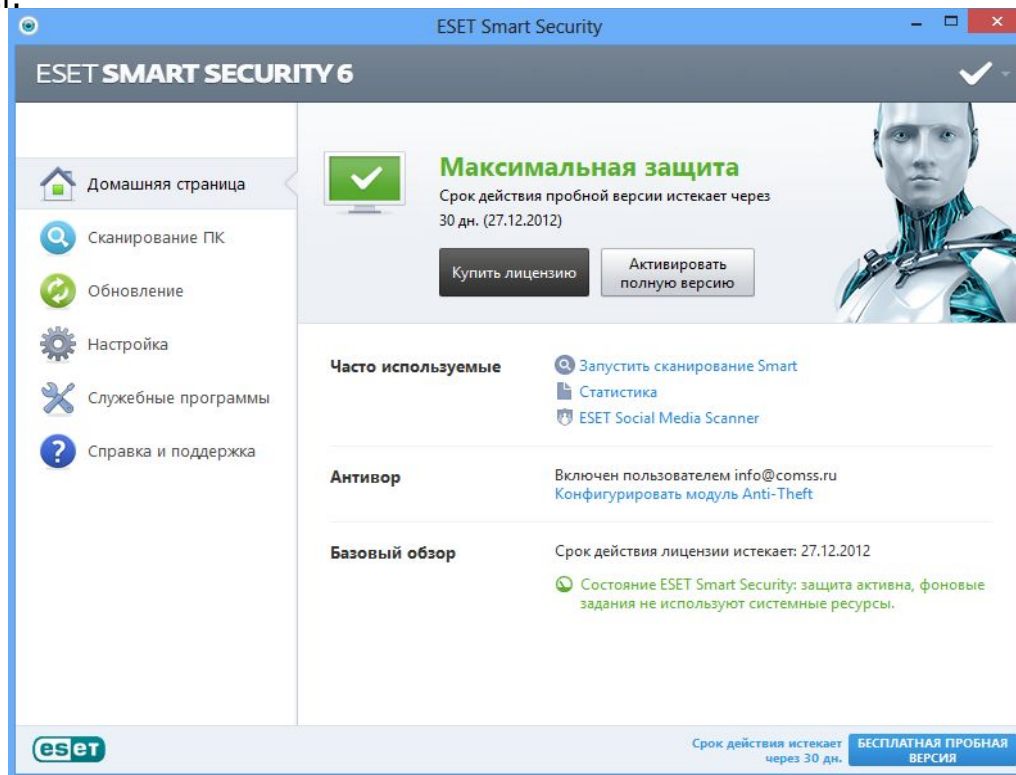 ESET Smart Security
ESET SMART SECURITY 6
Домашняя страница
Сканирование ПК
Обновление
Настройка
Служебные программы
Справка и поддержка
Максимальная защита
Срок действия пробной версии истекает через
30 дн. (27.12.2012)
Купить лицензию
Активировать
полную версию
Часто используемые
Запустить сканирование Smart
Статистика
ESET Social Media Scanner
Антивор
Включен пользователем info@comss.ru
Конфигурировать модуль Anti-Theft
Базовый обзор
Срок действия лицензии истекает: 27.12.2012
Состояние ESET Smart Security: защита активна, фоновые
задания не используют системные ресурсы.
eset
Срок действия истекает
через 30 дн.
БЕСПЛАТНАЯ ПРОБНАЯ
ВЕРСИЯ